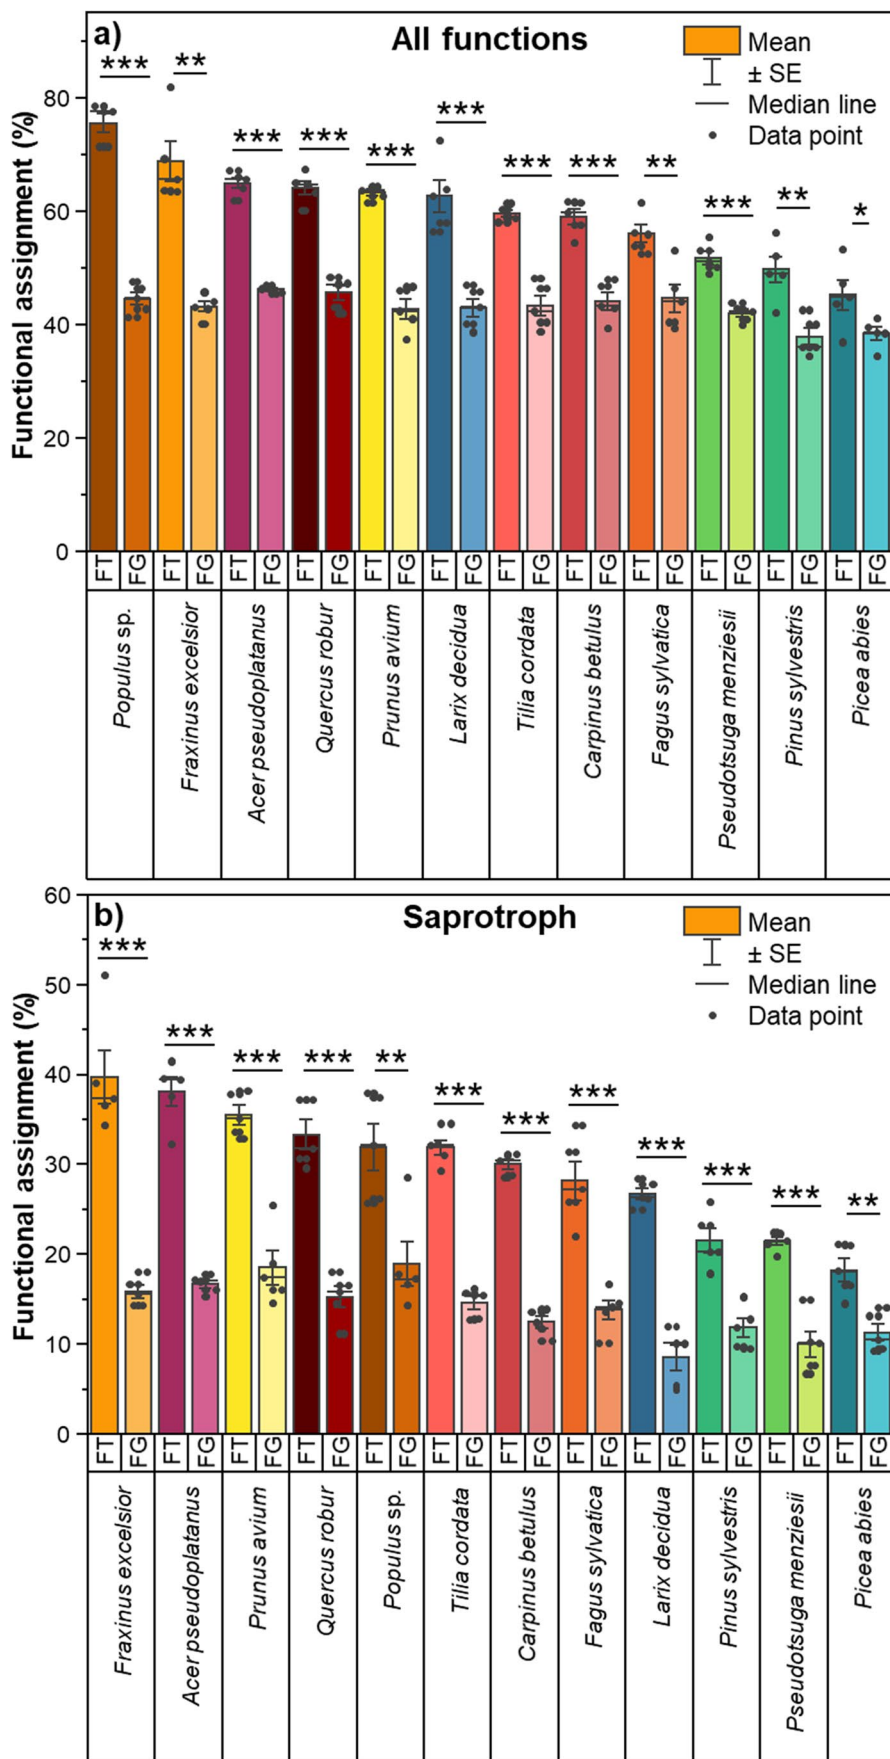 a)
All functions
Mean
± SE
Median line
Data point
*** ** *** *** *** *** *** *** ** *** ** *
Functional assignment (%)
80
60
40
20
0
FT FG FT FG FT FG FT FG FT FG FT FG FT FG FT FG FT FG FT FG FT FG FT FG
Populus sp.
Fraxinus excelsior
Acer pseudoplatanus
Quercus robur
Prunus avium
Larix decidua
Tilia cordata
Carpinus betulus
Fagus sylvatica
Pseudotsuga menziesii
Pinus sylvestris
Picea abies
b)
Saprotroph
Mean
± SE
Median line
Data point
*** *** *** *** ** *** *** *** *** *** *** **
Functional assignment (%)
60
50
40
30
20
10
0
FT FG FT FG FT FG FT FG FT FG FT FG FT FG FT FG FT FG FT FG FT FG FT FG
Fraxinus excelsior
Acer pseudoplatanus
Prunus avium
Quercus robur
Populus sp.
Tilia cordata
Carpinus betulus
Fagus sylvatica
Larix decidua
Pinus sylvestris
Pseudotsuga menziesii
Picea abies